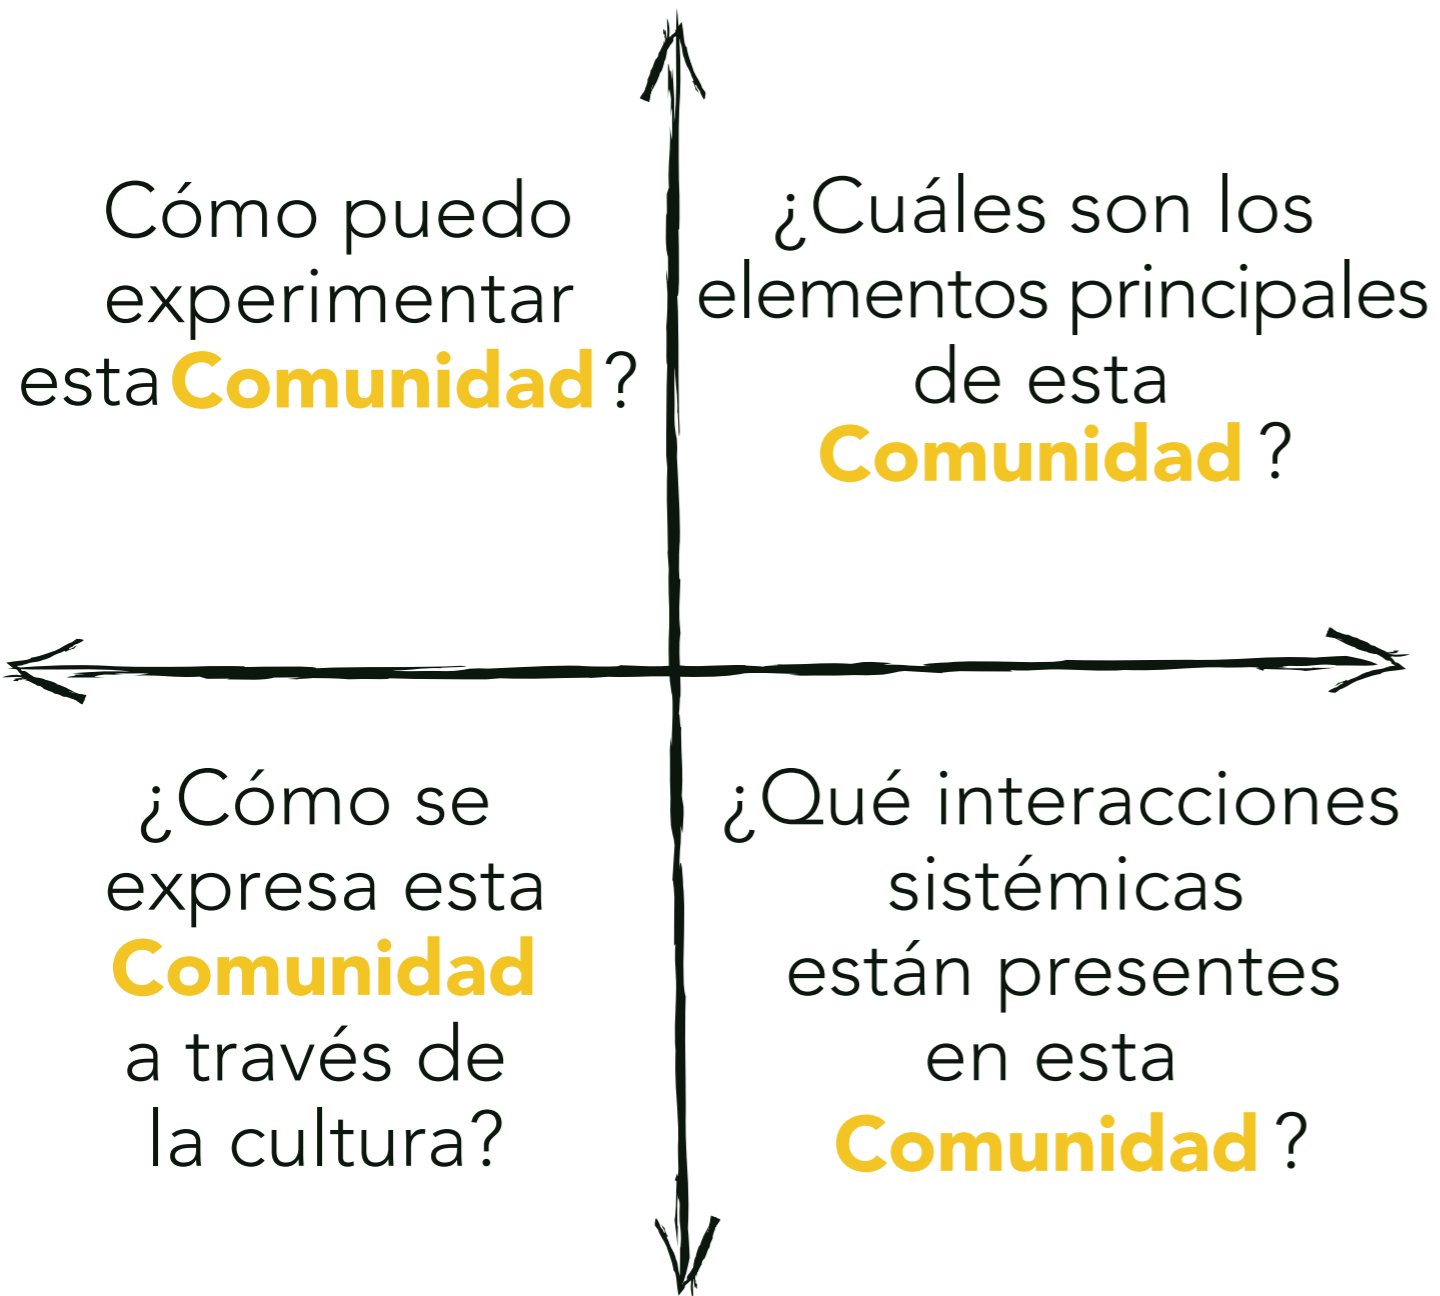 Cómo puedo
experimentar
esta Comunidad ?
¿Cuáles son los
elementos principales
de esta
Comunidad ?
¿Cómo se
expresa esta
Comunidad
a través de
la cultura?
¿Qué interacciones
sistémicas
están presentes
en esta
Comunidad ?